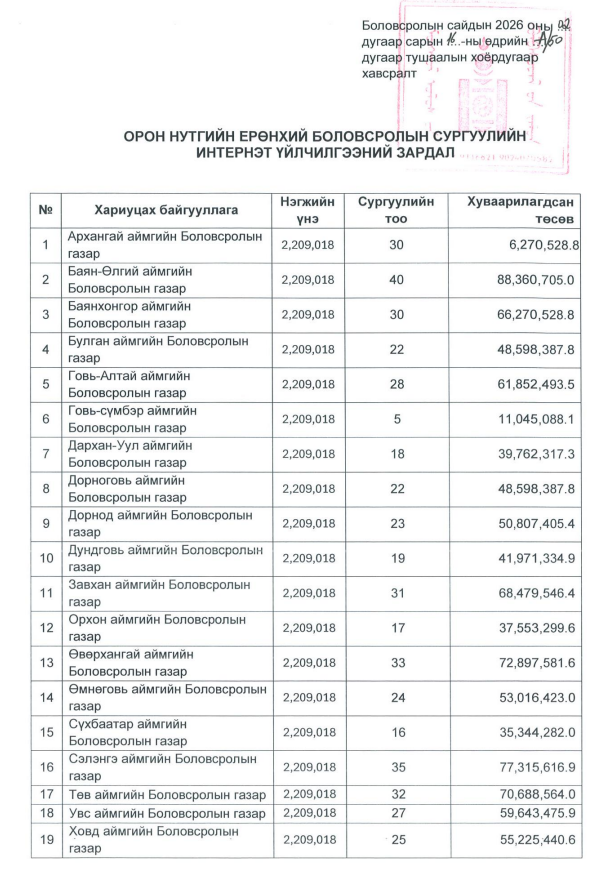 Боловсролын сайдын 2026 оны 02
дугаар сарын 16-ны өдрийн А/60
дугаар тушаалын хоёрдугаар
хавсралт
ОРОН НУТГИЙН ЕРӨНХИЙ БОЛОВСРОЛЫН СУРГУУЛИЙН
ИНТЕРНЭТ ҮЙЛЧИЛГЭЭНИЙ ЗАРДАЛ
№ Хариуцах байгууллага Нэгжийн үнэ Сургуулийн тоо Хуваарилагдсан төсөв
1 Архангай аймгийн Боловсролын газар 2,209,018 30 6,270,528.8
2 Баян-Өлгий аймгийн Боловсролын газар 2,209,018 40 88,360,705.0
3 Баянхонгор аймгийн Боловсролын газар 2,209,018 30 66,270,528.8
4 Булган аймгийн Боловсролын газар 2,209,018 22 48,598,387.8
5 Говь-Алтай аймгийн Боловсролын газар 2,209,018 28 61,852,493.5
6 Говь-сүмбэр аймгийн Боловсролын газар 2,209,018 5 11,045,088.1
7 Дархан-Уул аймгийн Боловсролын газар 2,209,018 18 39,762,317.3
8 Дорноговь аймгийн Боловсролын газар 2,209,018 22 48,598,387.8
9 Дорнод аймгийн Боловсролын газар 2,209,018 23 50,807,405.4
10 Дундговь аймгийн Боловсролын газар 2,209,018 19 41,971,334.9
11 Завхан аймгийн Боловсролын газар 2,209,018 31 68,479,546.4
12 Орхон аймгийн Боловсролын газар 2,209,018 17 37,553,299.6
13 Өвөрхангай аймгийн Боловсролын газар 2,209,018 33 72,897,581.6
14 Өмнөговь аймгийн Боловсролын газар 2,209,018 24 53,016,423.0
15 Сүхбаатар аймгийн Боловсролын газар 2,209,018 16 35,344,282.0
16 Сэлэнгэ аймгийн Боловсролын газар 2,209,018 35 77,315,616.9
17 Төв аймгийн Боловсролын газар 2,209,018 32 70,688,564.0
18 Увс аймгийн Боловсролын газар 2,209,018 27 59,643,475.9
19 Ховд аймгийн Боловсролын газар 2,209,018 25 55,225,440.6